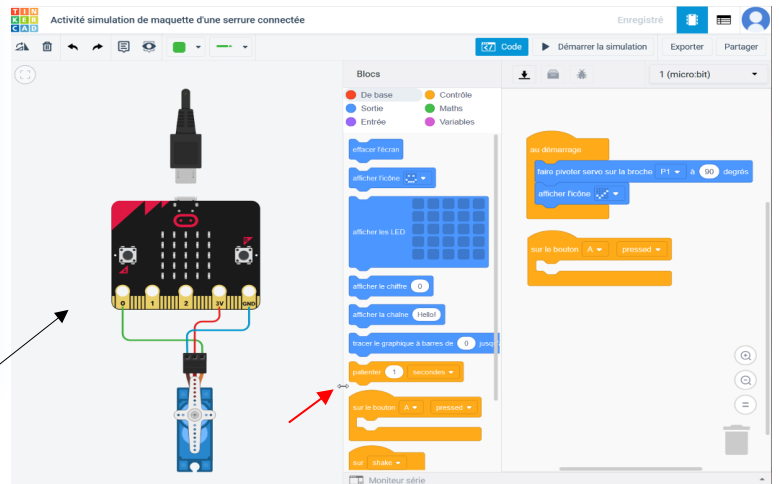 TIN
KER
CAD
Activité simulation de maquette d'une serrure connectée
Enregistré
Code
Démarrer la simulation
Exporter
Partager
Blocs
1 (micro:bit)
De base
Contrôle
Sortie
Maths
Entrée
Variables
effacer l'écran
afficher l'icône
afficher les LED
afficher le chiffre 0
afficher la chaîne Hello!
tracer le graphique à barres de 0 jusq
patienter 1 secondes
sur le bouton A pressed
sur shake
Moniteur série
au démarrage
faire pivoter servo sur la broche P1 à 90 degrés
afficher l'icône
sur le bouton A pressed
0 1 2 3V GND
A
B